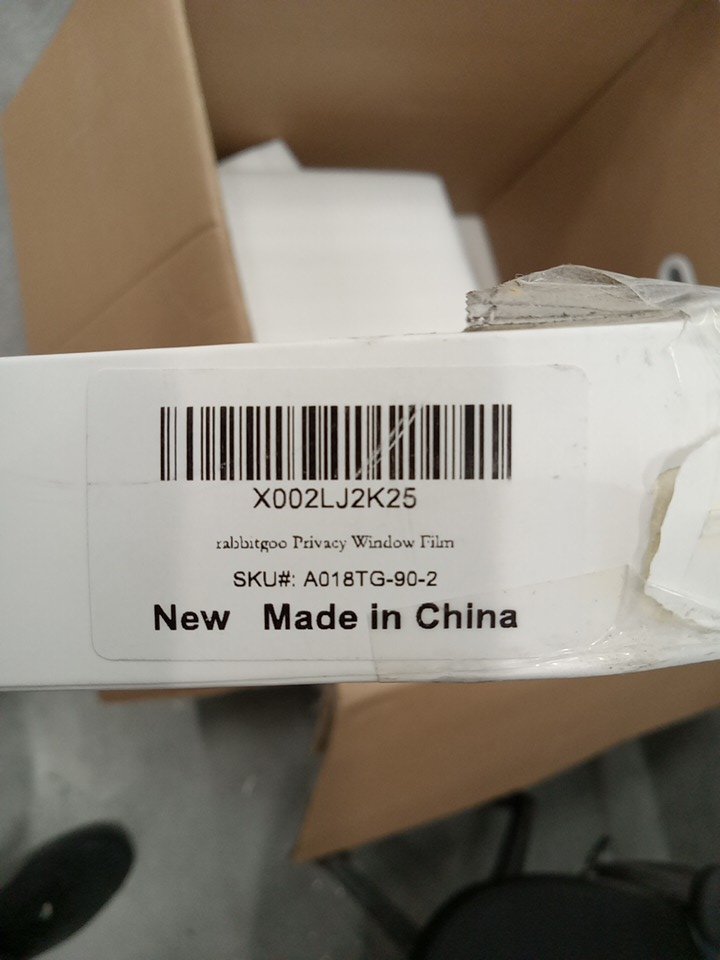 X002LJ2K25
rabbitgoo Privacy Window Film
SKU#: A018TG-90-2
New Made in China